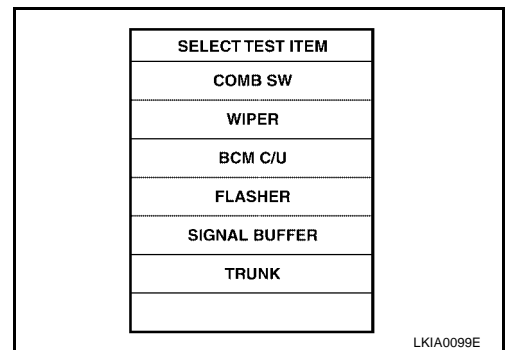 SELECT TEST ITEM
COMB SW
WIPER
BCM C/U
FLASHER
SIGNAL BUFFER
TRUNK
LKIA0099E